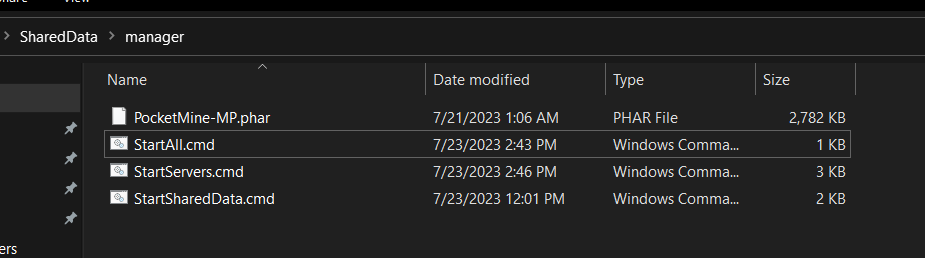 View
SharedData > manager
Name Date modified Type Size
PocketMine-MP.phar 7/21/2023 1:06 AM PHAR File 2,782 KB
StartAll.cmd 7/23/2023 2:43 PM Windows Comma... 1 KB
StartServers.cmd 7/23/2023 2:46 PM Windows Comma... 3 KB
StartSharedData.cmd 7/23/2023 12:01 PM Windows Comma... 2 KB
ers